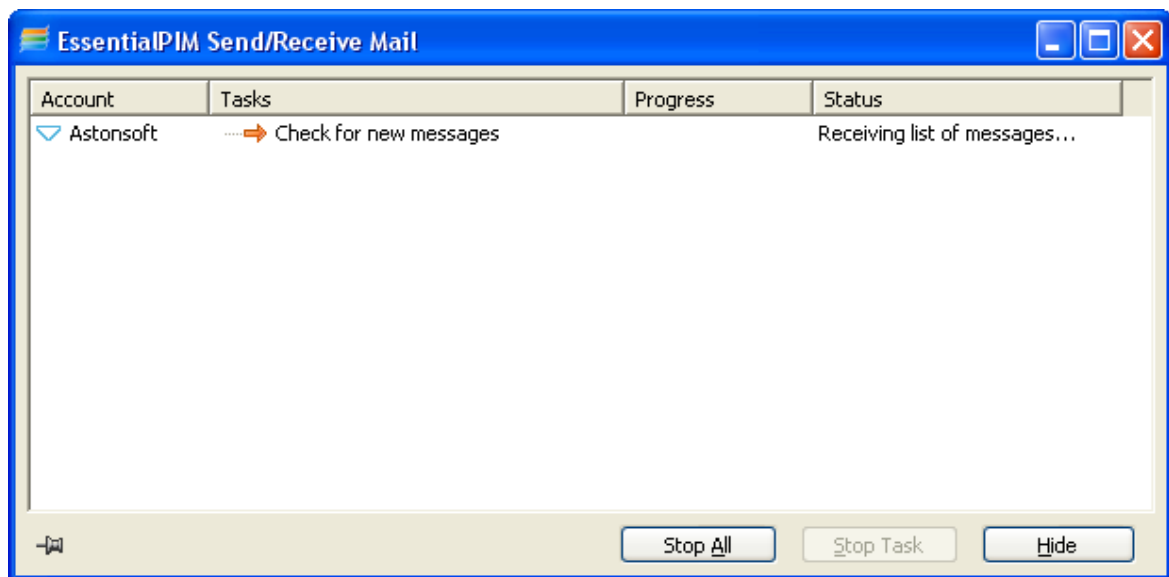 EssentialPIM Send/Receive Mail
Account Tasks Progress Status
Astonsoft Check for new messages Receiving list of messages...
Stop All Stop Task Hide